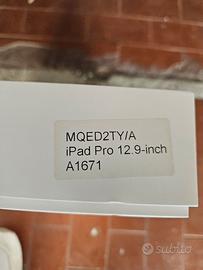 MQED2TY/A
iPad Pro 12.9-inch
A1671
subito